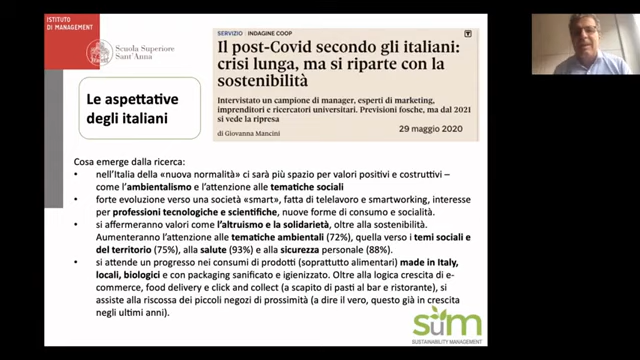 ISTITUTO
DI MANAGEMENT
Scuola Superiore
Sant'Anna
Le aspettative
degli italiani
SERVIZIO | INDAGINE COOP
Il post-Covid secondo gli italiani:
crisi lunga, ma si riparte con la
sostenibilità
Intervistato un campione di manager, esperti di marketing,
imprenditori e ricercatori universitari. Previsioni fosche, ma dal 2021
si vede la ripresa
di Giovanna Mancini
29 maggio 2020
Cosa emerge dalla ricerca:
• nell'Italia della «nuova normalità» ci sarà più spazio per valori positivi e costruttivi –
come l'ambientalismo e l'attenzione alle tematiche sociali
• forte evoluzione verso una società «smart», fatta di telelavoro e smartworking, interesse
per professioni tecnologiche e scientifiche, nuove forme di consumo e socialità.
• si affermeranno valori come l'altruismo e la solidarietà, oltre alla sostenibilità.
Aumenteranno l'attenzione alle tematiche ambientali (72%), quella verso i temi sociali e
del territorio (75%), alla salute (93%) e alla sicurezza personale (88%).
• si attende un progresso nei consumi di prodotti (soprattutto alimentari) made in Italy,
locali, biologici e con packaging sanificato e igienizzato. Oltre alla logica crescita di e-
commerce, food delivery e click and collect (a scapito di pasti al bar e ristorante), si
assiste alla riscossa dei piccoli negozi di prossimità (a dire il vero, questo già in crescita
negli ultimi anni).
sum
SUSTAINABILITY MANAGEMENT